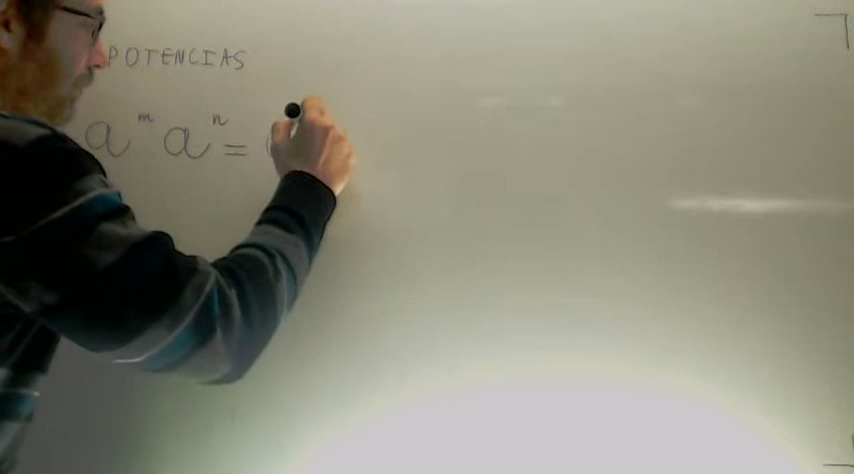 POTENCIAS
a^m a^n =